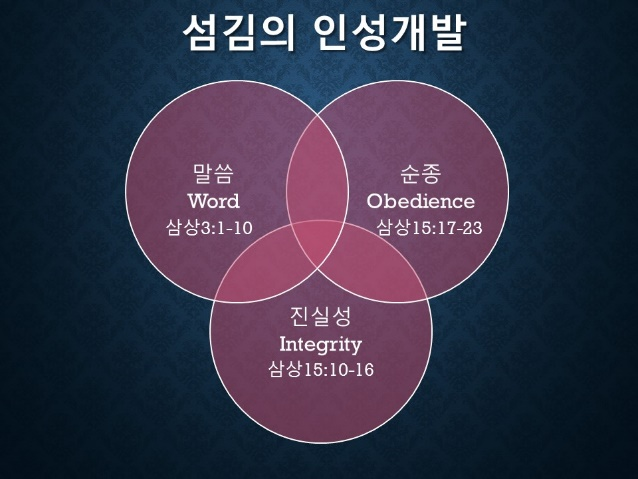 섬김의 인성개발
말씀
Word
삼상3:1-10
순종
Obedience
삼상15:17-23
진실성
Integrity
삼상15:10-16